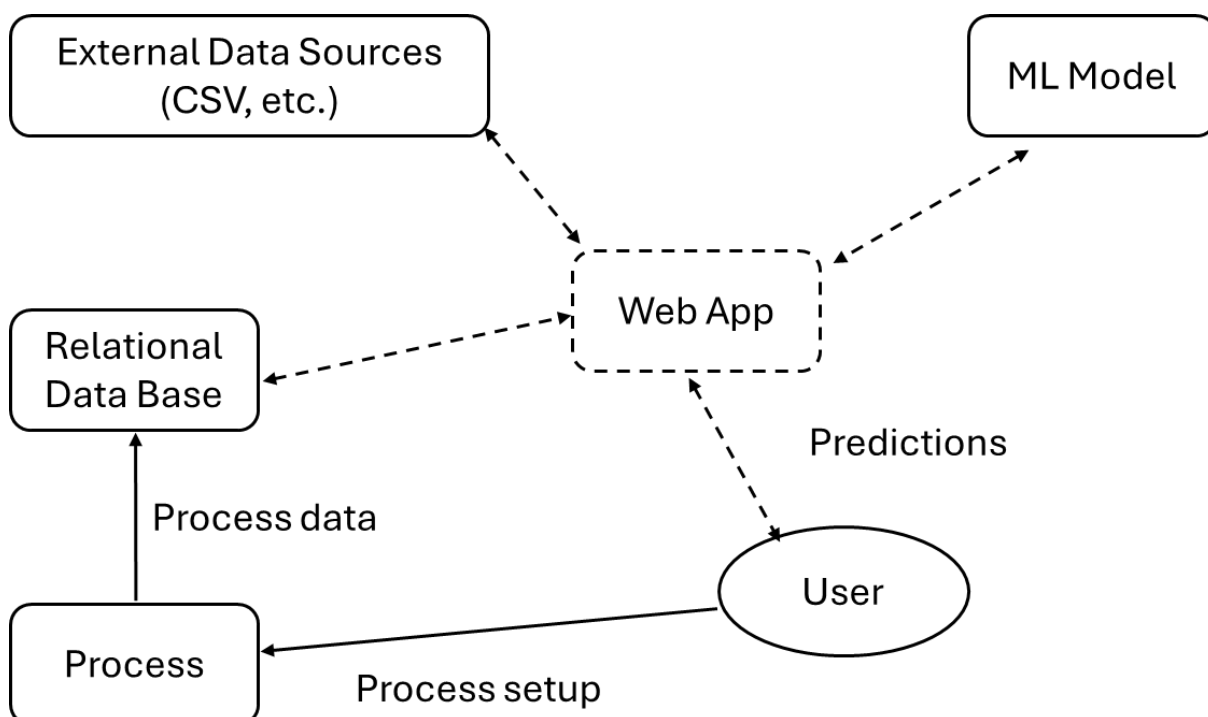 External Data Sources
(CSV, etc.)
ML Model
Web App
Relational
Data Base
Predictions
Process data
User
Process
Process setup